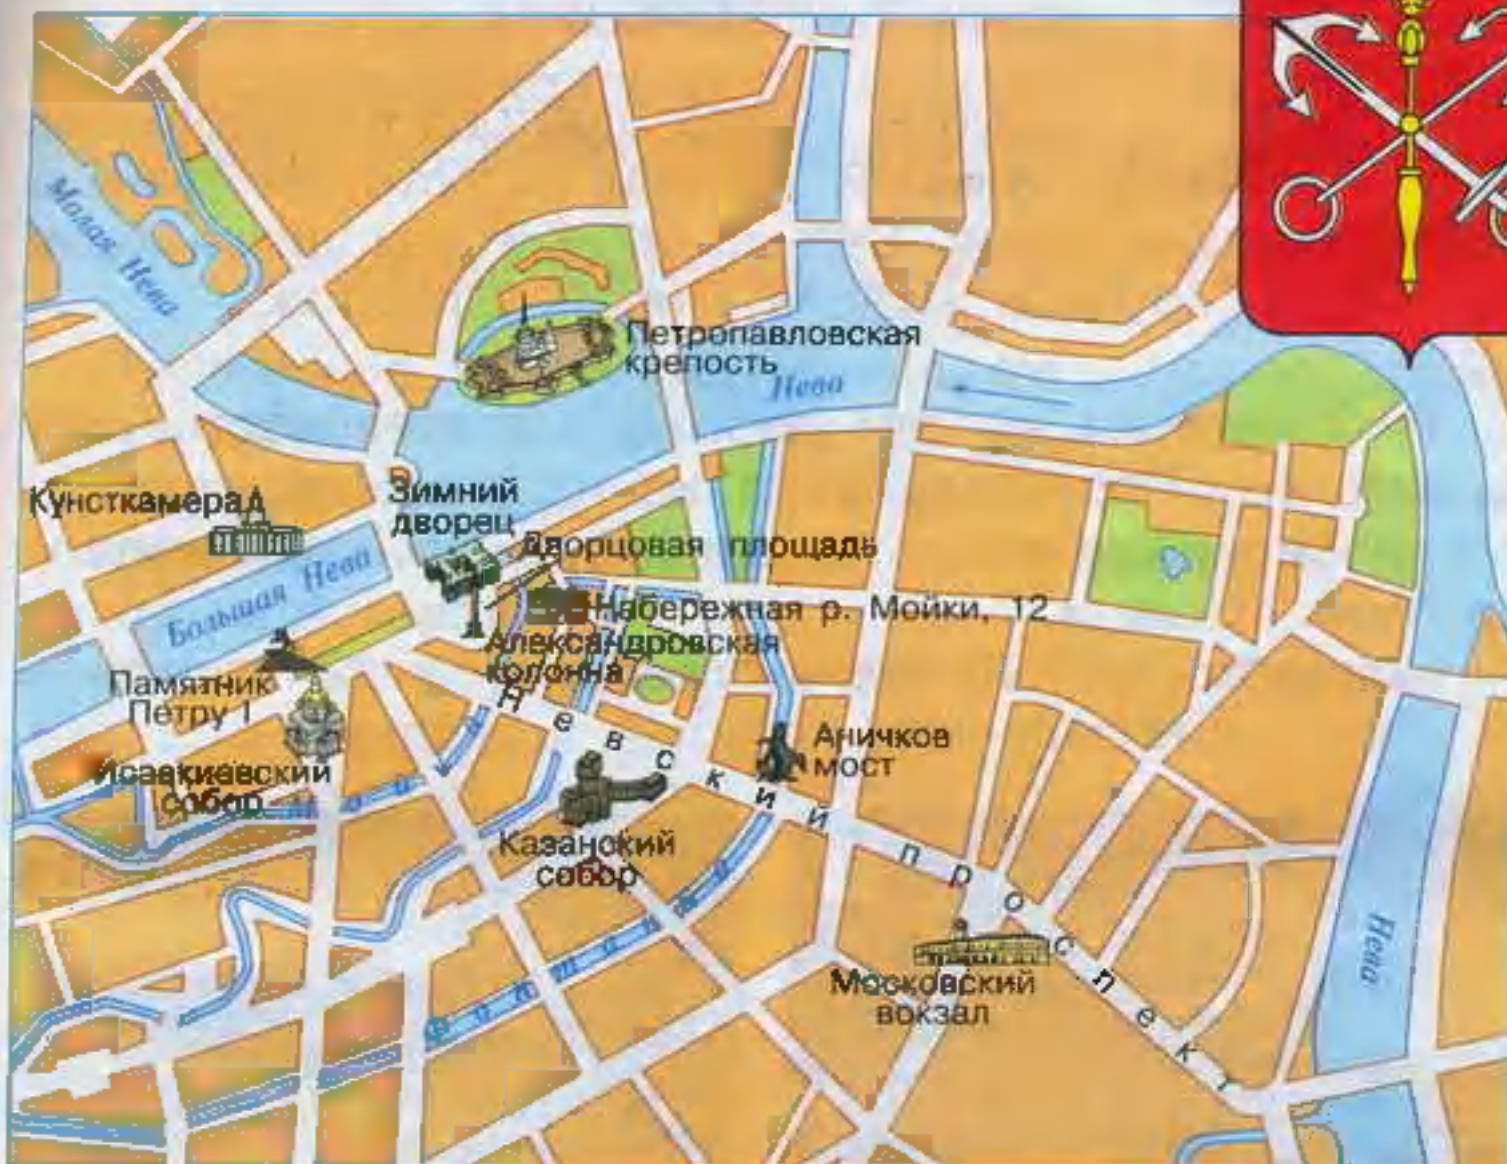 Малая Нева
Петропавловская
крепость
Нева
Кунсткамера
Зимний
дворец
Дворцовая площадь
Большая Нева
Набережная р. Мойки, 12
Александровская
колонна
Памятник
Петру I
Исаакиевский
собор
Невский проспект
Аничков
мост
Казанский
собор
Московский
вокзал
Нева